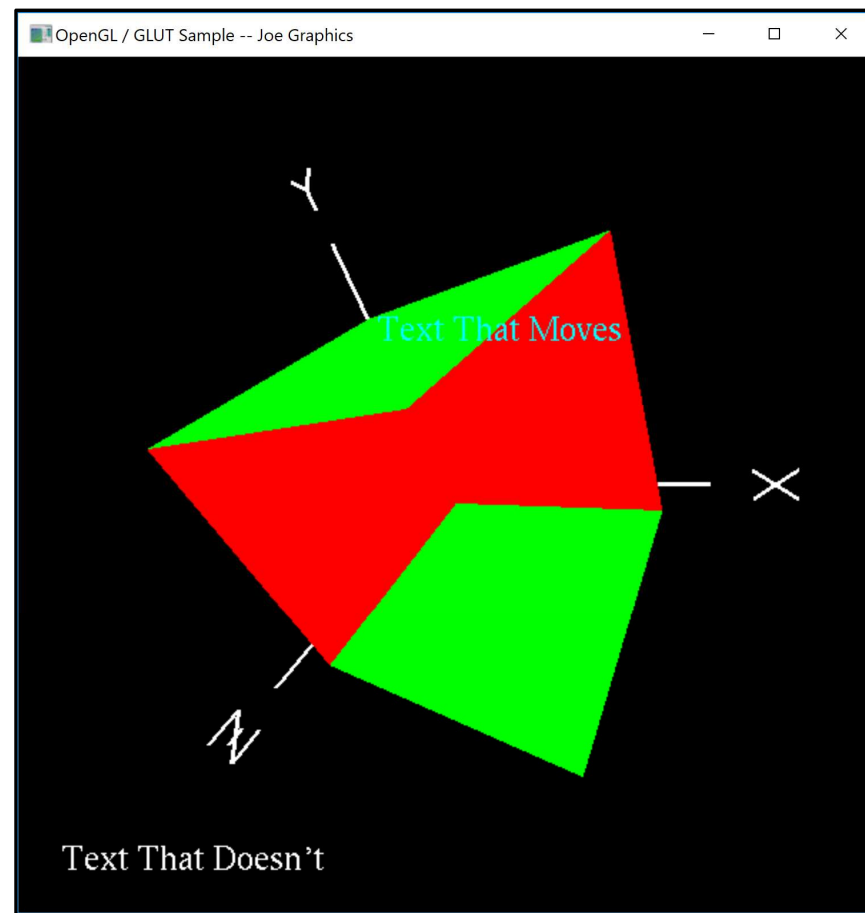 OpenGL / GLUT Sample -- Joe Graphics
Y
Text That Moves
X
Z
Text That Doesn’t